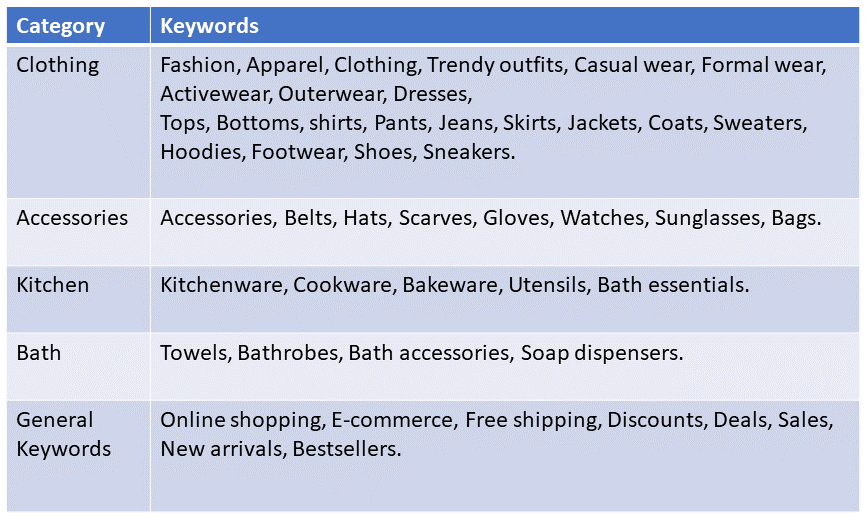 Category Keywords
Clothing Fashion, Apparel, Clothing, Trendy outfits, Casual wear, Formal wear,
Activewear, Outerwear, Dresses,
Tops, Bottoms, shirts, Pants, Jeans, Skirts, Jackets, Coats, Sweaters,
Hoodies, Footwear, Shoes, Sneakers.
Accessories Accessories, Belts, Hats, Scarves, Gloves, Watches, Sunglasses, Bags.
Kitchen Kitchenware, Cookware, Bakeware, Utensils, Bath essentials.
Bath Towels, Bathrobes, Bath accessories, Soap dispensers.
General Online shopping, E-commerce, Free shipping, Discounts, Deals, Sales,
Keywords New arrivals, Bestsellers.